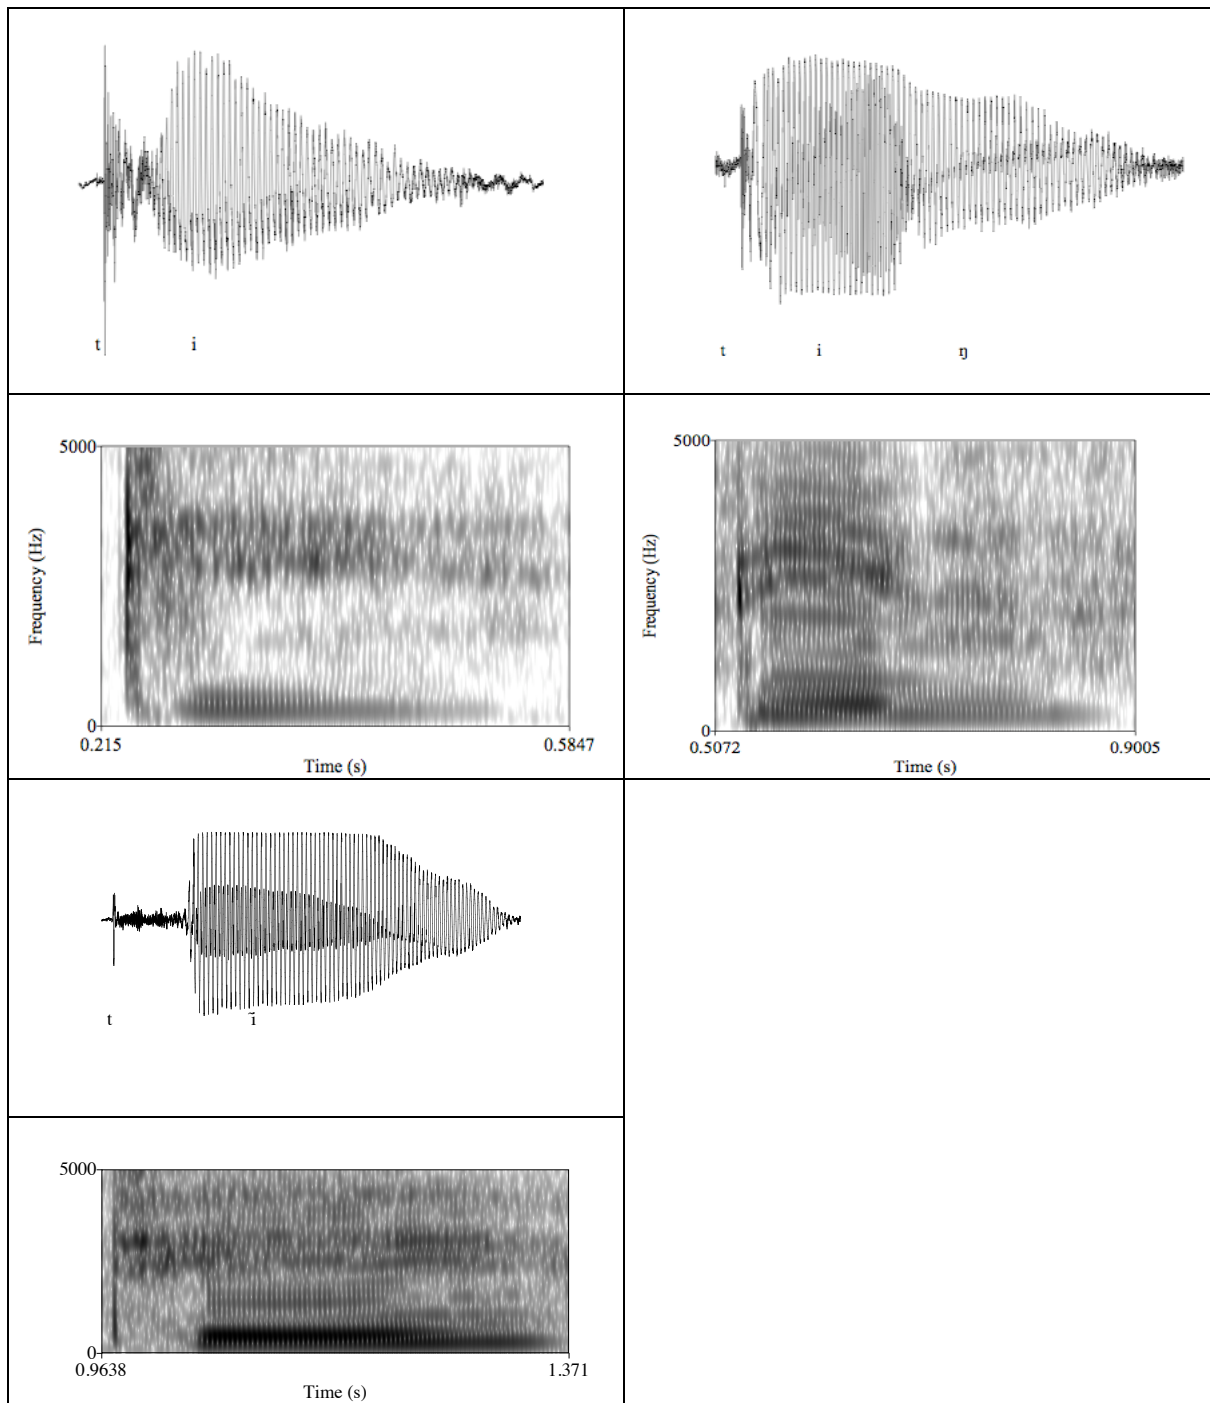 t i
t i ŋ
5000
Frequency (Hz)
0
0.215 0.5847
Time (s)
5000
Frequency (Hz)
0
0.5072 0.9005
Time (s)
t ĩ
5000
0
0.9638 1.371
Time (s)